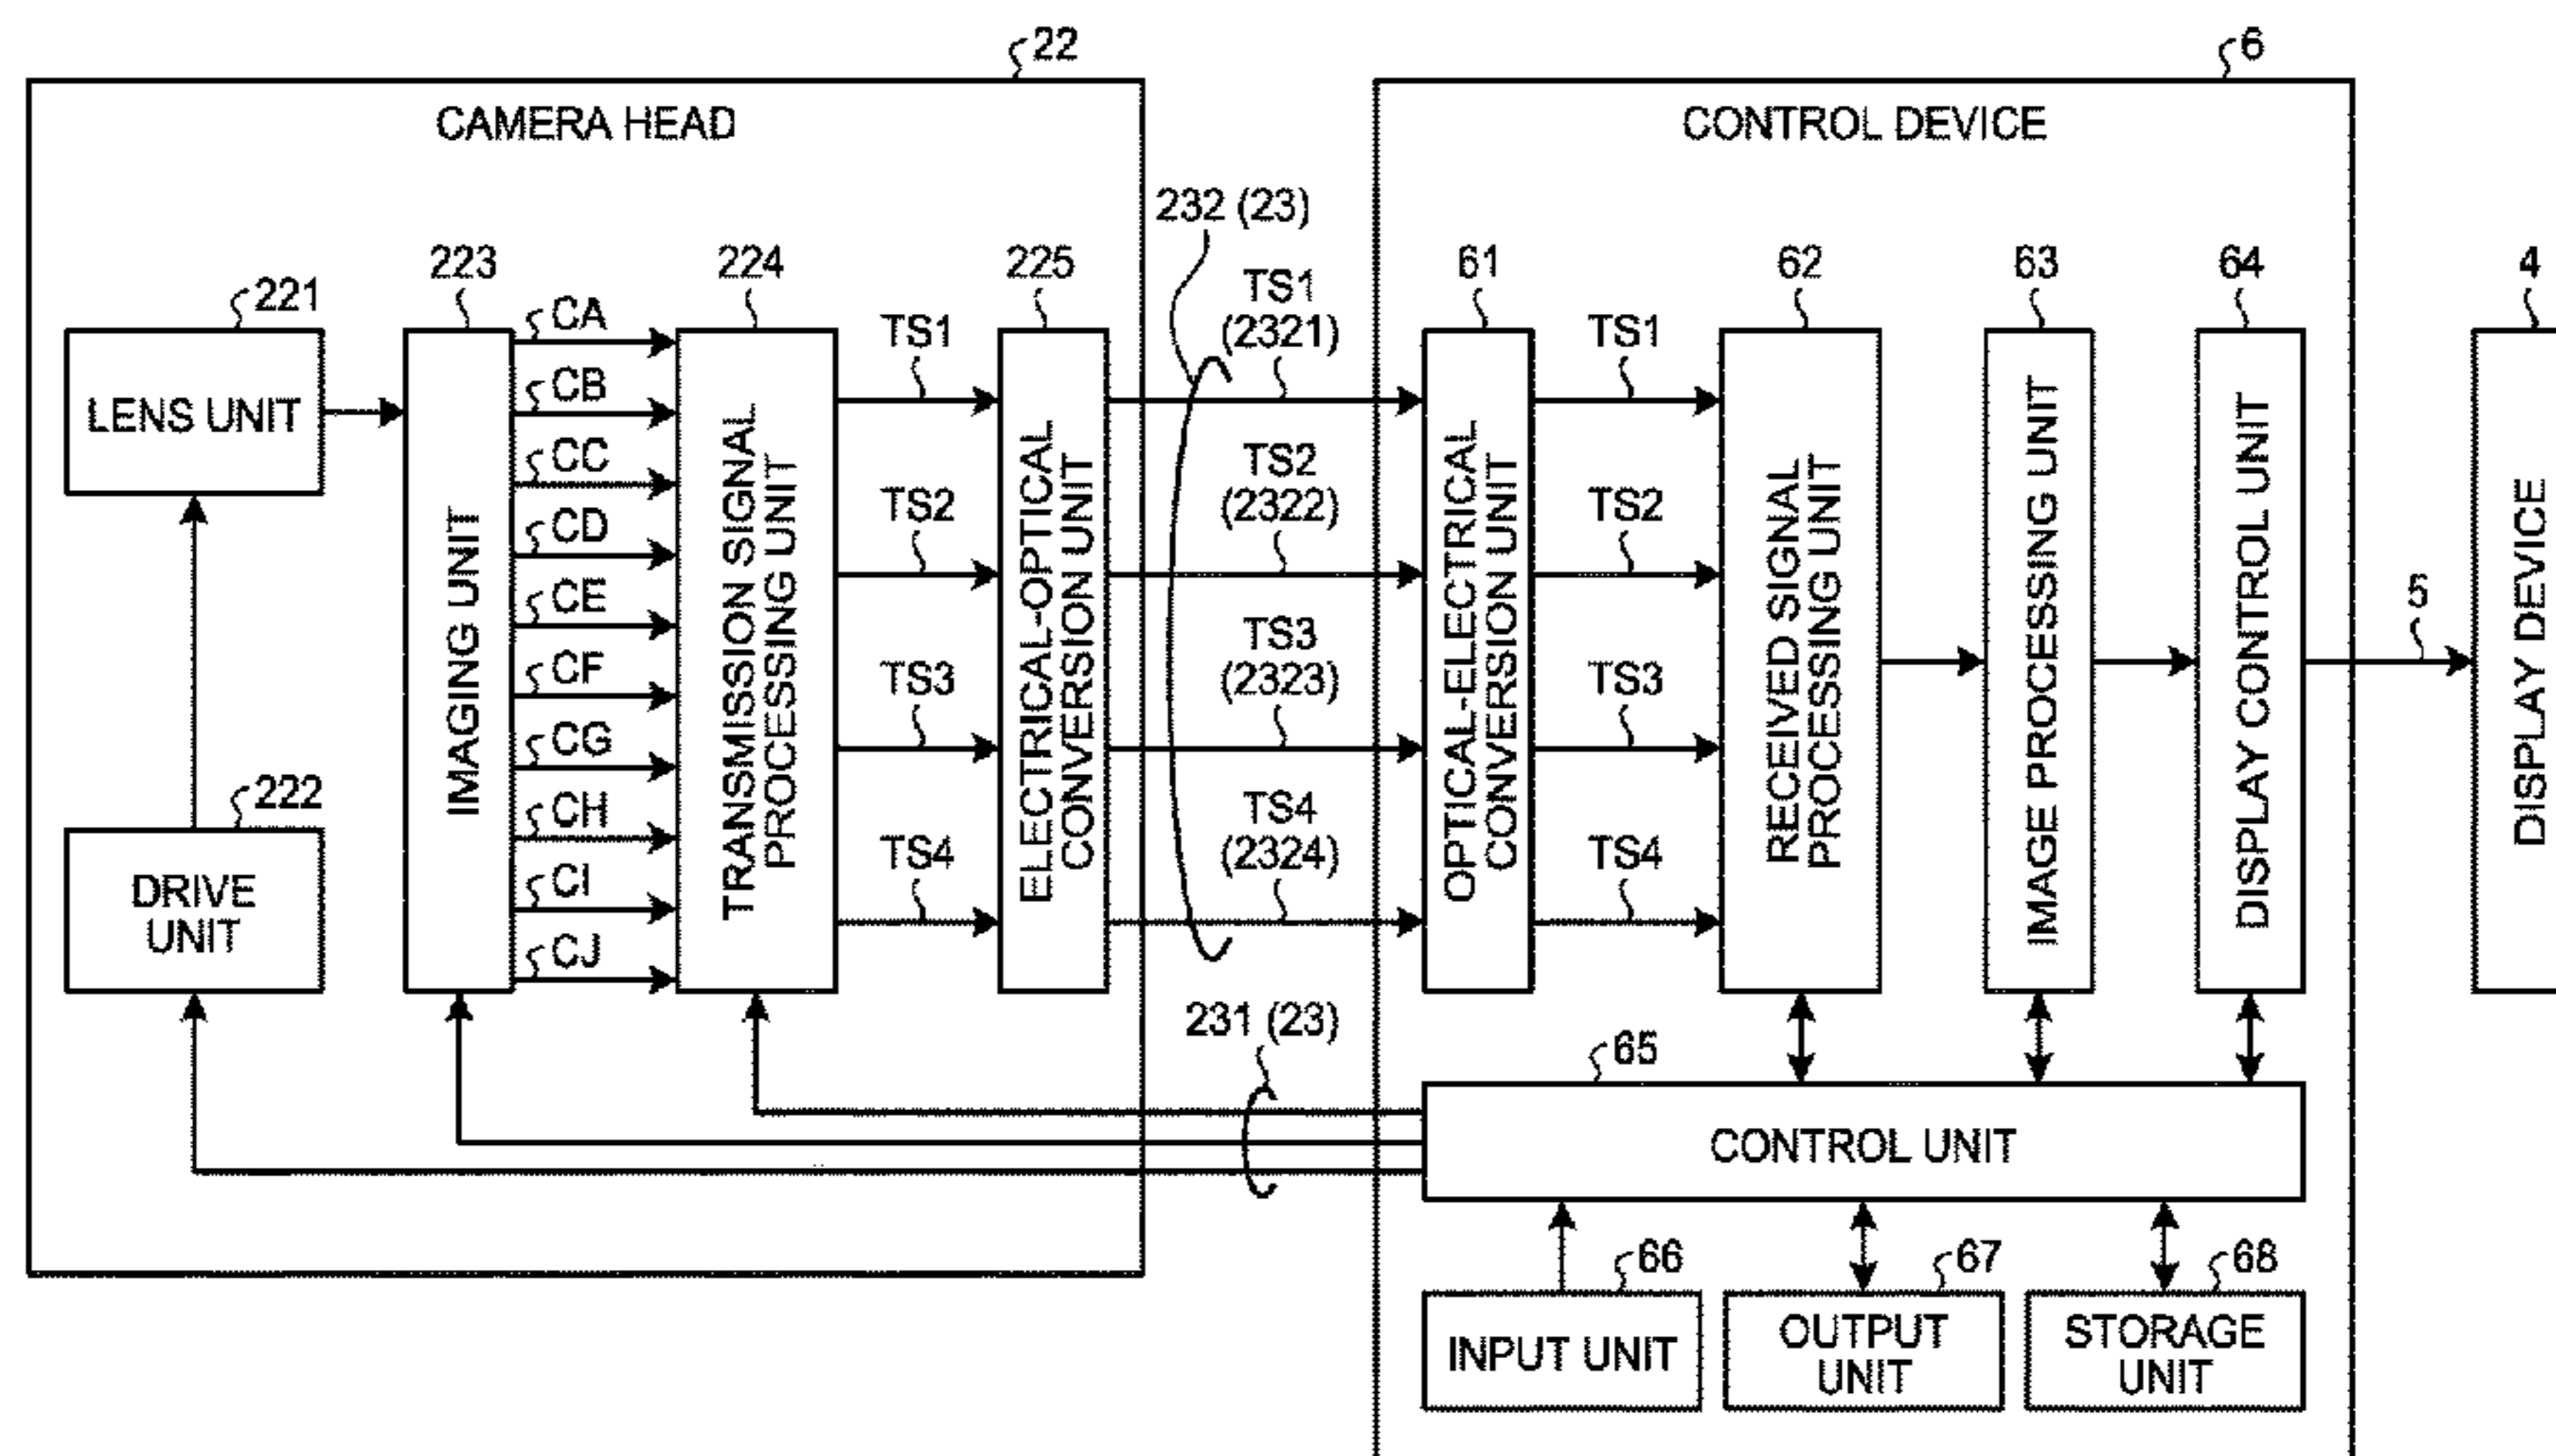 22
6
CAMERA HEAD
CONTROL DEVICE
232 (23)
221
223
224
225
61
62
63
64
4
LENS UNIT
DRIVE
UNIT
222
IMAGING UNIT
CA
CB
CC
CD
CE
CF
CG
CH
CI
CJ
TRANSMISSION SIGNAL
PROCESSING UNIT
TS1
TS2
TS3
TS4
ELECTRICAL-OPTICAL
CONVERSION UNIT
TS1
(2321)
TS2
(2322)
TS3
(2323)
TS4
(2324)
OPTICAL-ELECTRICAL
CONVERSION UNIT
TS1
TS2
TS3
TS4
RECEIVED SIGNAL
PROCESSING UNIT
IMAGE PROCESSING UNIT
DISPLAY CONTROL UNIT
5
DISPLAY DEVICE
231 (23)
65
CONTROL UNIT
66
67
68
INPUT UNIT
OUTPUT
UNIT
STORAGE
UNIT